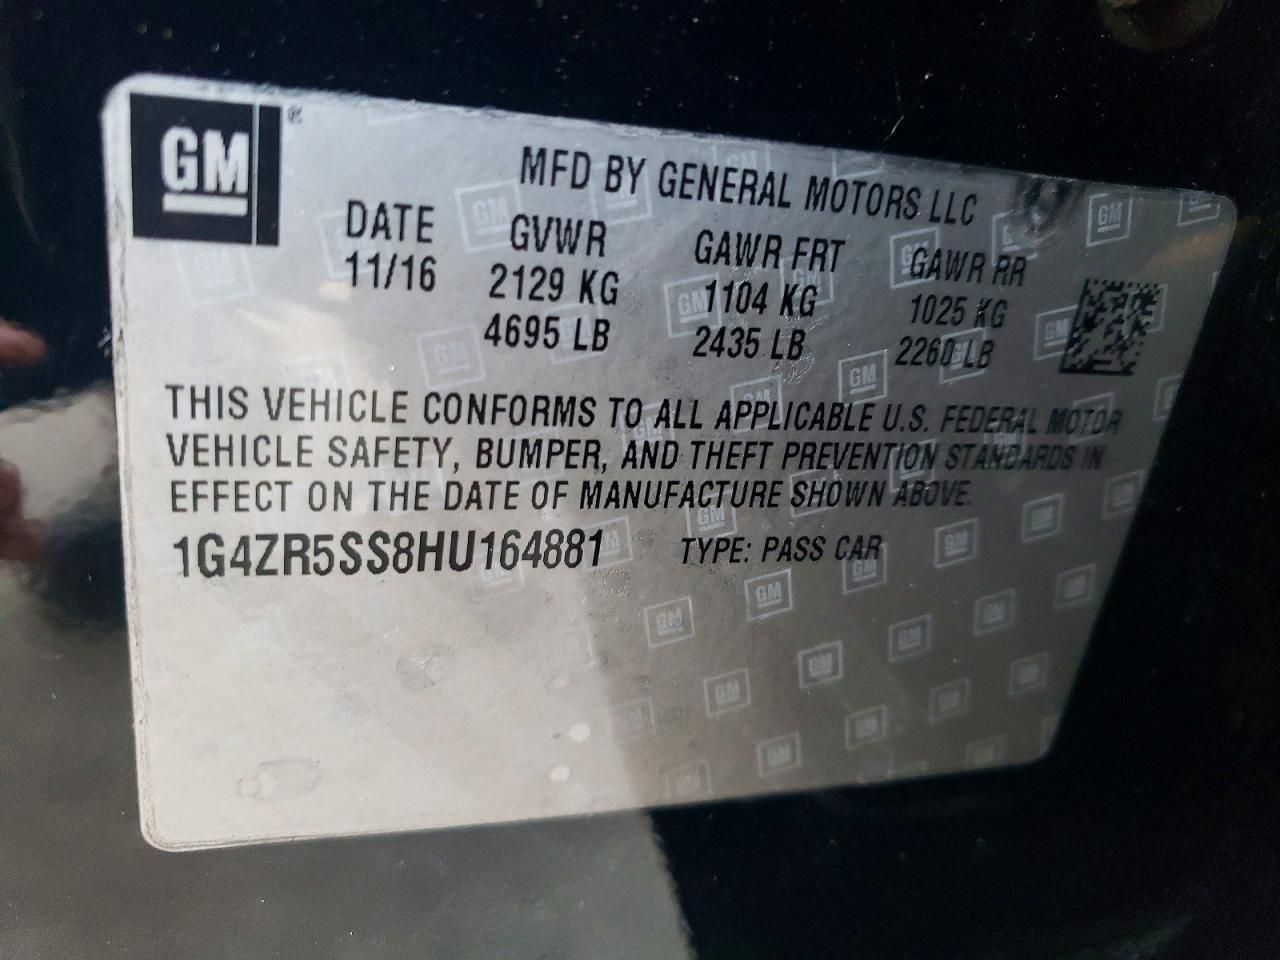 GM ®
MFD BY GENERAL MOTORS LLC
DATE GVWR GAWR FRT GAWR RR
11/16 2129 KG 1104 KG 1025 KG
4695 LB 2435 LB 2260 LB
THIS VEHICLE CONFORMS TO ALL APPLICABLE U.S. FEDERAL MOTOR
VEHICLE SAFETY, BUMPER, AND THEFT PREVENTION STANDARDS IN
EFFECT ON THE DATE OF MANUFACTURE SHOWN ABOVE.
1G4ZR5SS8HU164881 TYPE: PASS CAR